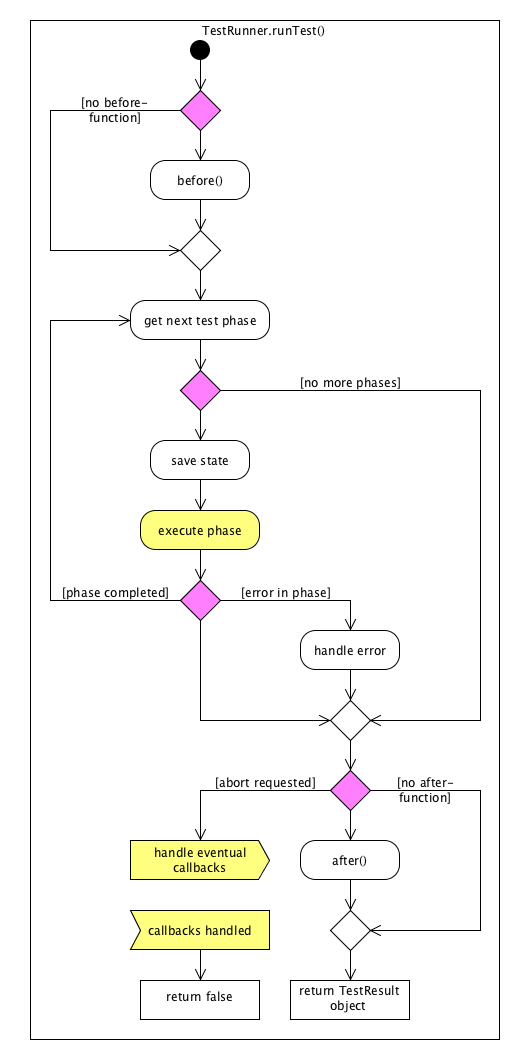 TestRunner.runTest()
[no before-
function]
before()
get next test phase
[no more phases]
save state
execute phase
[phase completed]
[error in phase]
handle error
[abort requested]
[no after-
function]
handle eventual
callbacks
after()
callbacks handled
return false
return TestResult
object